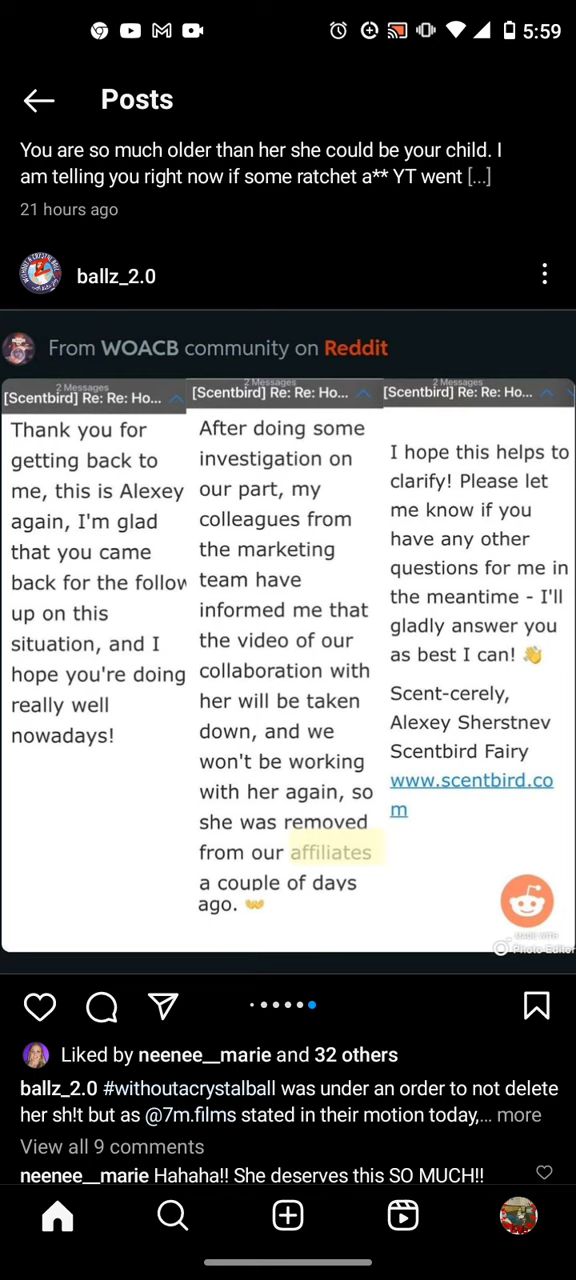 5:59
Posts
You are so much older than her she could be your child. I
am telling you right now if some ratchet a** YT went [...]
21 hours ago
ballz_2.0
From WOACB community on Reddit
2 Messages
[Scentbird] Re: Re: Ho...
Thank you for
getting back to
me, this is Alexey
again, I'm glad
that you came
back for the follow
up on this
situation, and I
hope you're doing
really well
nowadays!
2 Messages
[Scentbird] Re: Re: Ho...
After doing some
investigation on
our part, my
colleagues from
the marketing
team have
informed me that
the video of our
collaboration with
her will be taken
down, and we
won't be working
with her again, so
she was removed
from our affiliates
a couple of days
ago. 👐
2 Messages
[Scentbird] Re: Re: Ho...
I hope this helps to
clarify! Please let
me know if you
have any other
questions for me in
the meantime - I'll
gladly answer you
as best I can! 👋
Scent-cerely,
Alexey Sherstnev
Scentbird Fairy
www.scentbird.co
m
MADE WITH
Photo Editor
Liked by neenee__marie and 32 others
ballz_2.0 #withoutacrystalball was under an order to not delete
her sh!t but as @7m.films stated in their motion today,... more
View all 9 comments
neenee__marie Hahaha!! She deserves this SO MUCH!!